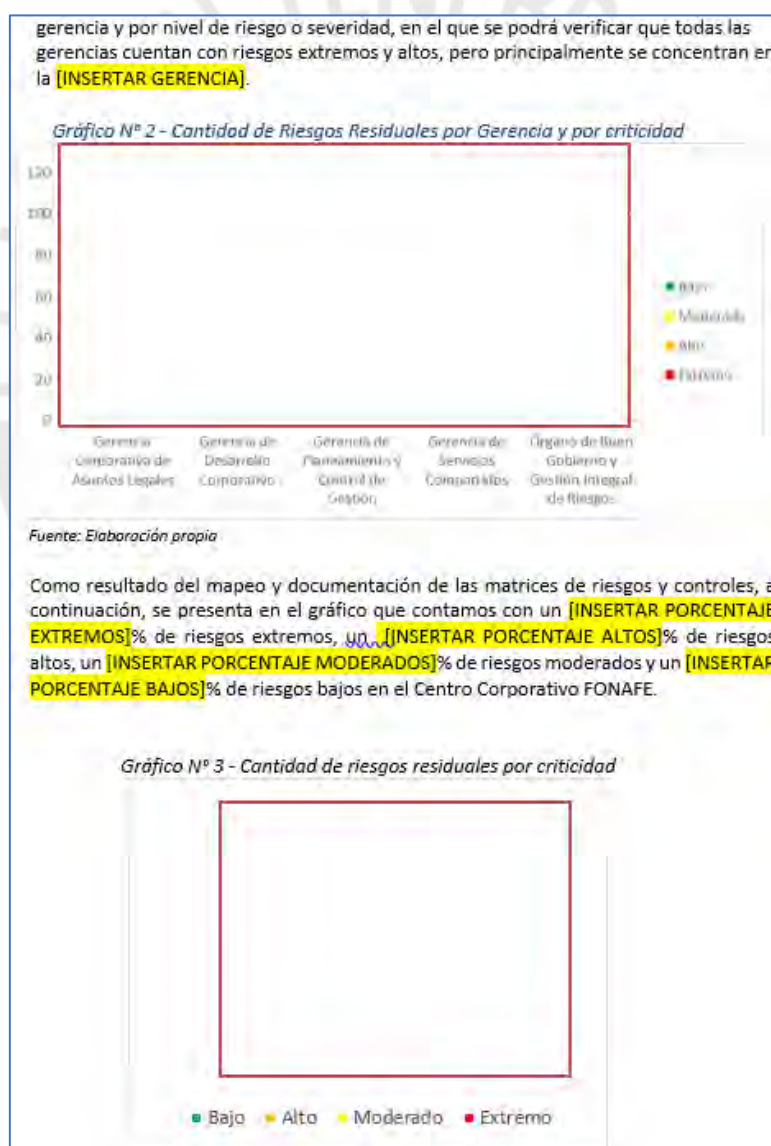 gerencia y por nivel de riesgo o severidad, en el que se podrá verificar que todas las
gerencias cuentan con riesgos extremos y altos, pero principalmente se concentran en
la [INSERTAR GERENCIA].
Gráfico N° 2 - Cantidad de Riesgos Residuales por Gerencia y por criticidad
120
100
80
60
40
20
0
Bajo
Moderado
Alto
Extremo
Gerencia Corporativa de Asuntos Legales
Gerencia de Desarrollo Corporativo
Gerencia de Planeamiento y Control de Gestión
Gerencia de Servicios Compartidos
Órgano de Buen Gobierno y Gestión Integral de Riesgos
Fuente: Elaboración propia
Como resultado del mapeo y documentación de las matrices de riesgos y controles, a
continuación, se presenta en el gráfico que contamos con un [INSERTAR PORCENTAJE
EXTREMOS]% de riesgos extremos, un [INSERTAR PORCENTAJE ALTOS]% de riesgos
altos, un [INSERTAR PORCENTAJE MODERADOS]% de riesgos moderados y un [INSERTAR
PORCENTAJE BAJOS]% de riesgos bajos en el Centro Corporativo FONAFE.
Gráfico N° 3 - Cantidad de riesgos residuales por criticidad
Bajo Alto Moderado Extremo